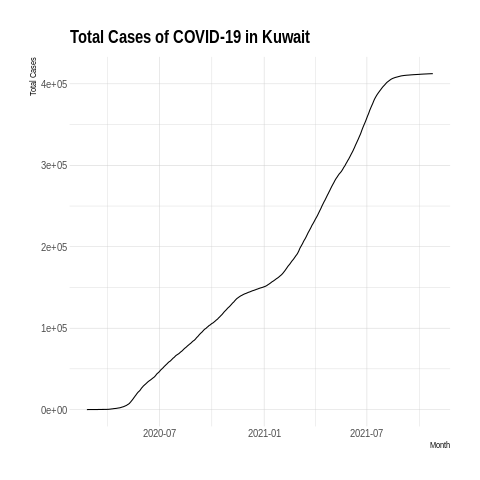 Total Cases of COVID-19 in Kuwait
Total Cases
4e+05
3e+05
2e+05
1e+05
0e+00
2020-07
2021-01
2021-07
Month